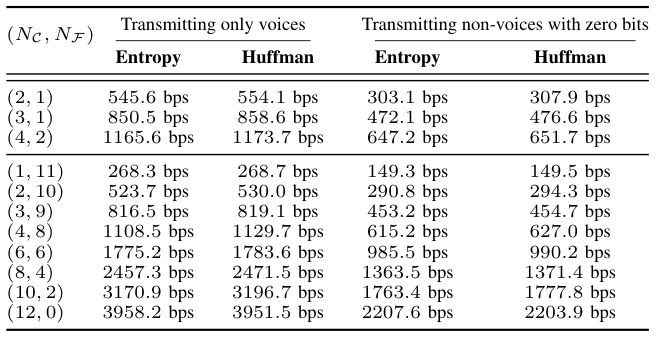 (N_C, N_F) Transmitting only voices Transmitting non-voices with zero bits
Entropy Huffman Entropy Huffman
(2, 1) 545.6 bps 554.1 bps 303.1 bps 307.9 bps
(3, 1) 850.5 bps 858.6 bps 472.1 bps 476.6 bps
(4, 2) 1165.6 bps 1173.7 bps 647.2 bps 651.7 bps
(1, 11) 268.3 bps 268.7 bps 149.3 bps 149.5 bps
(2, 10) 523.7 bps 530.0 bps 290.8 bps 294.3 bps
(3, 9) 816.5 bps 819.1 bps 453.2 bps 454.7 bps
(4, 8) 1108.5 bps 1129.7 bps 615.2 bps 627.0 bps
(6, 6) 1775.2 bps 1783.6 bps 985.5 bps 990.2 bps
(8, 4) 2457.3 bps 2471.5 bps 1363.5 bps 1371.4 bps
(10, 2) 3170.9 bps 3196.7 bps 1763.4 bps 1777.8 bps
(12, 0) 3958.2 bps 3951.5 bps 2207.6 bps 2203.9 bps